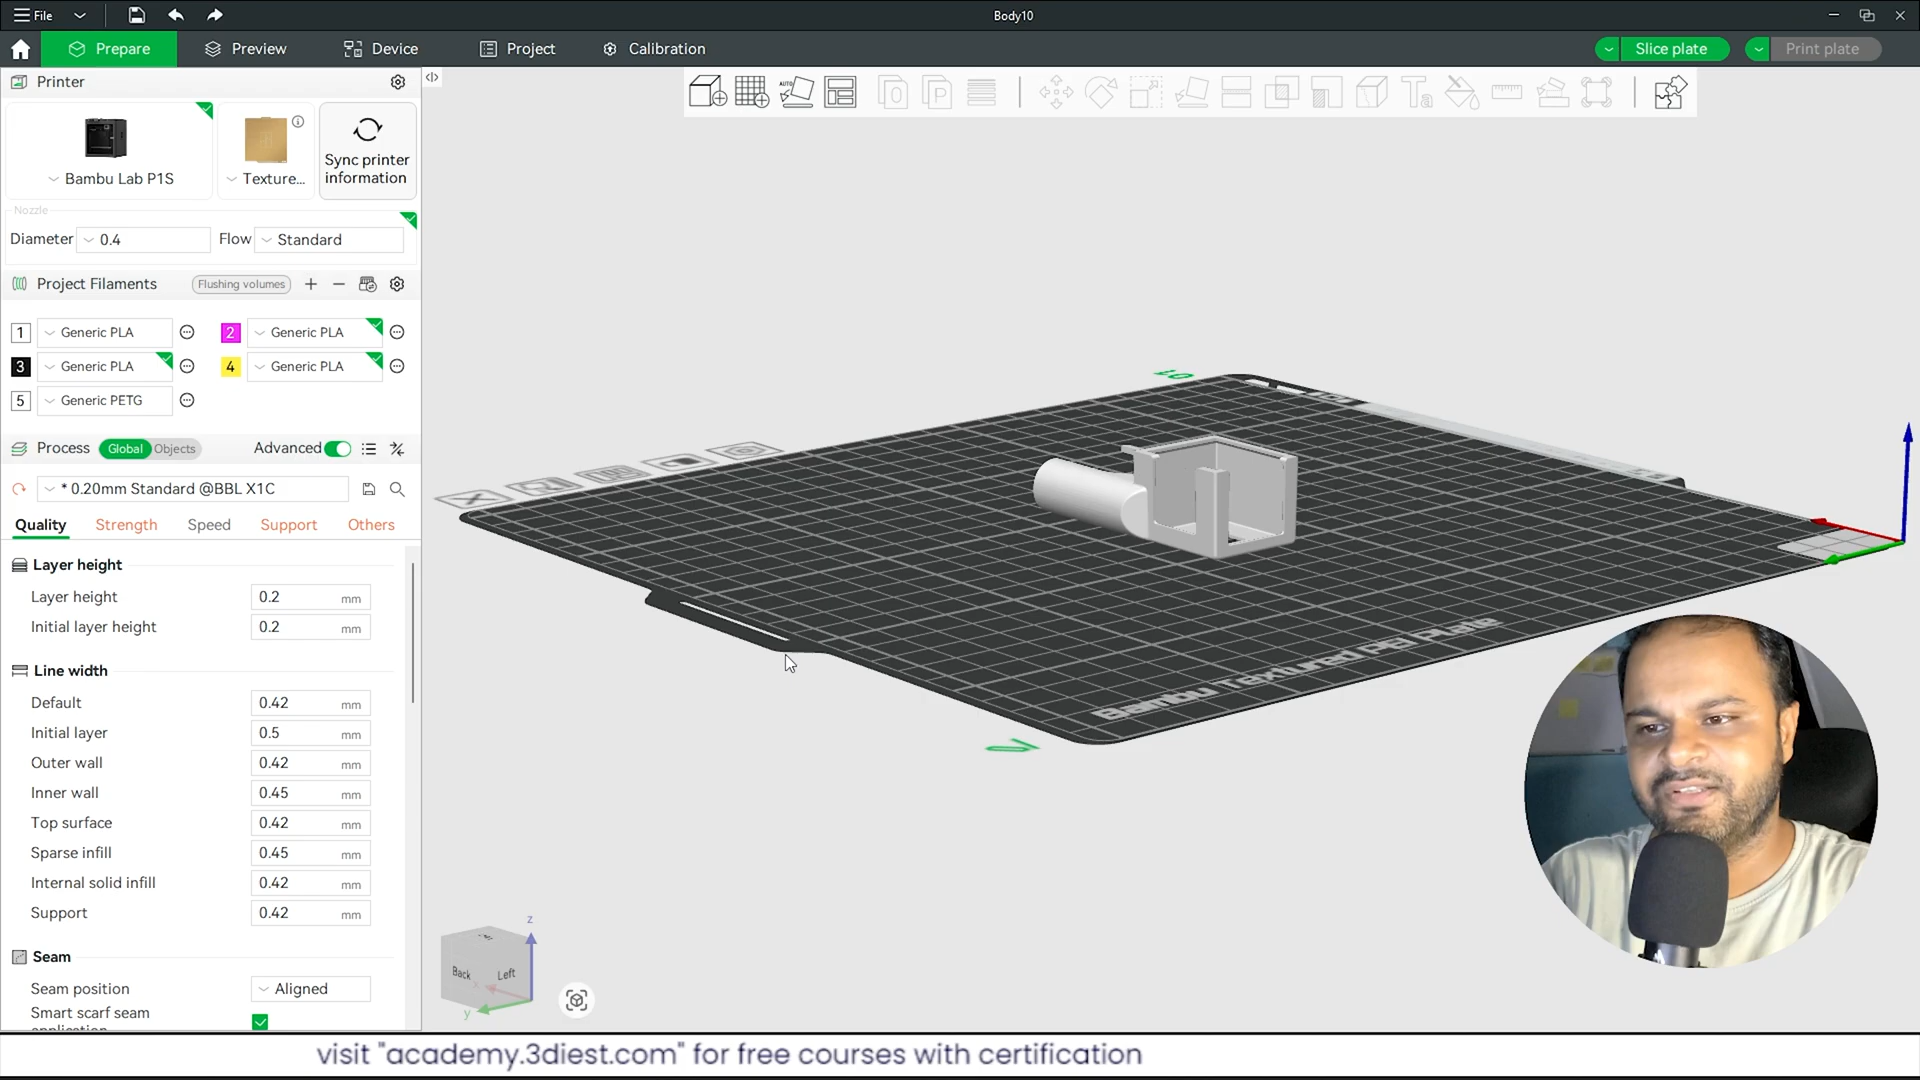 File
Body10
Prepare
Preview
Device
Project
Calibration
Slice plate
Print plate
Printer
Bambu Lab P1S
Texture...
Sync printer
information
Nozzle
Diameter 0.4
Flow Standard
Project Filaments
Flushing volumes
1 Generic PLA
2 Generic PLA
3 Generic PLA
4 Generic PLA
5 Generic PETG
Process
Global
Objects
Advanced
* 0.20mm Standard @BBL X1C
Quality
Strength
Speed
Support
Others
Layer height
Layer height 0.2 mm
Initial layer height 0.2 mm
Line width
Default 0.42 mm
Initial layer 0.5 mm
Outer wall 0.42 mm
Inner wall 0.45 mm
Top surface 0.42 mm
Sparse infill 0.45 mm
Internal solid infill 0.42 mm
Support 0.42 mm
Seam
Seam position Aligned
Smart scarf seam
application
AUTO
P
Ta
01
Bambu Textured PEI Plate
z
Back
Left
x
y
visit "academy.3diest.com" for free courses with certification